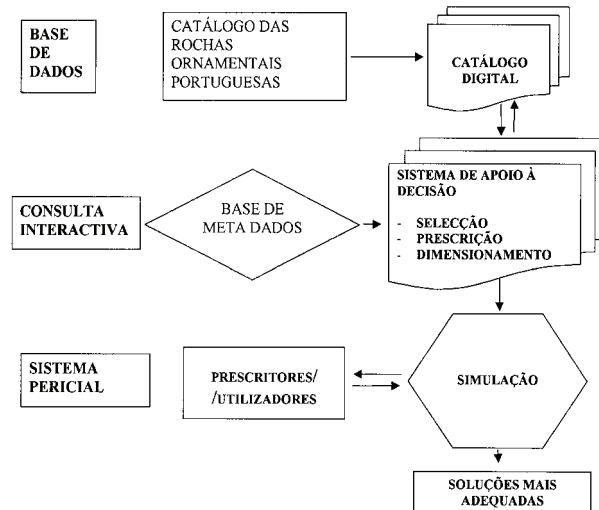 BASE
DE
DADOS
CATÁLOGO DAS
ROCHAS
ORNAMENTAIS
PORTUGUESAS
CATÁLOGO
DIGITAL
CONSULTA
INTERACTIVA
BASE DE
META DADOS
SISTEMA DE APOIO À
DECISÃO
- SELECÇÃO
- PRESCRIÇÃO
- DIMENSIONAMENTO
SISTEMA
PERICIAL
PRESCRITORES/
/UTILIZADORES
SIMULAÇÃO
SOLUÇÕES MAIS
ADEQUADAS